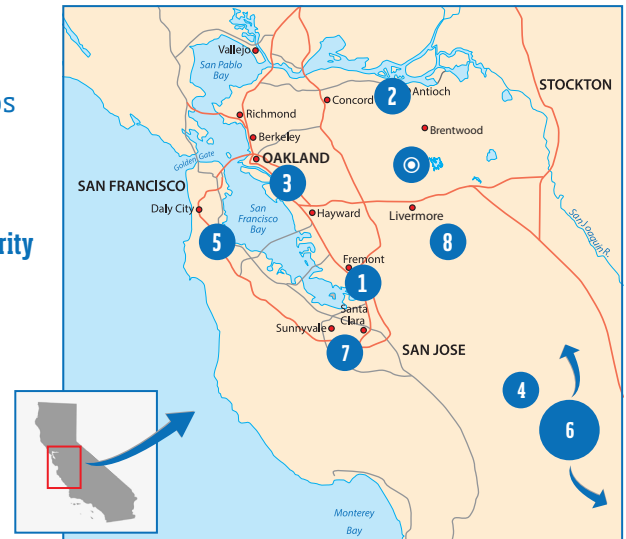 os
rity
Vallejo
San Pablo
Bay
Concord
2
Antioch
STOCKTON
Richmond
Berkeley
Brentwood
Golden Gate
OAKLAND
3
SAN FRANCISCO
Daly City
San
Francisco
Bay
Hayward
Livermore
San Joaquin R.
5
8
Fremont
1
Santa
Clara
Sunnyvale
7
SAN JOSE
4
6
Monterey
Bay